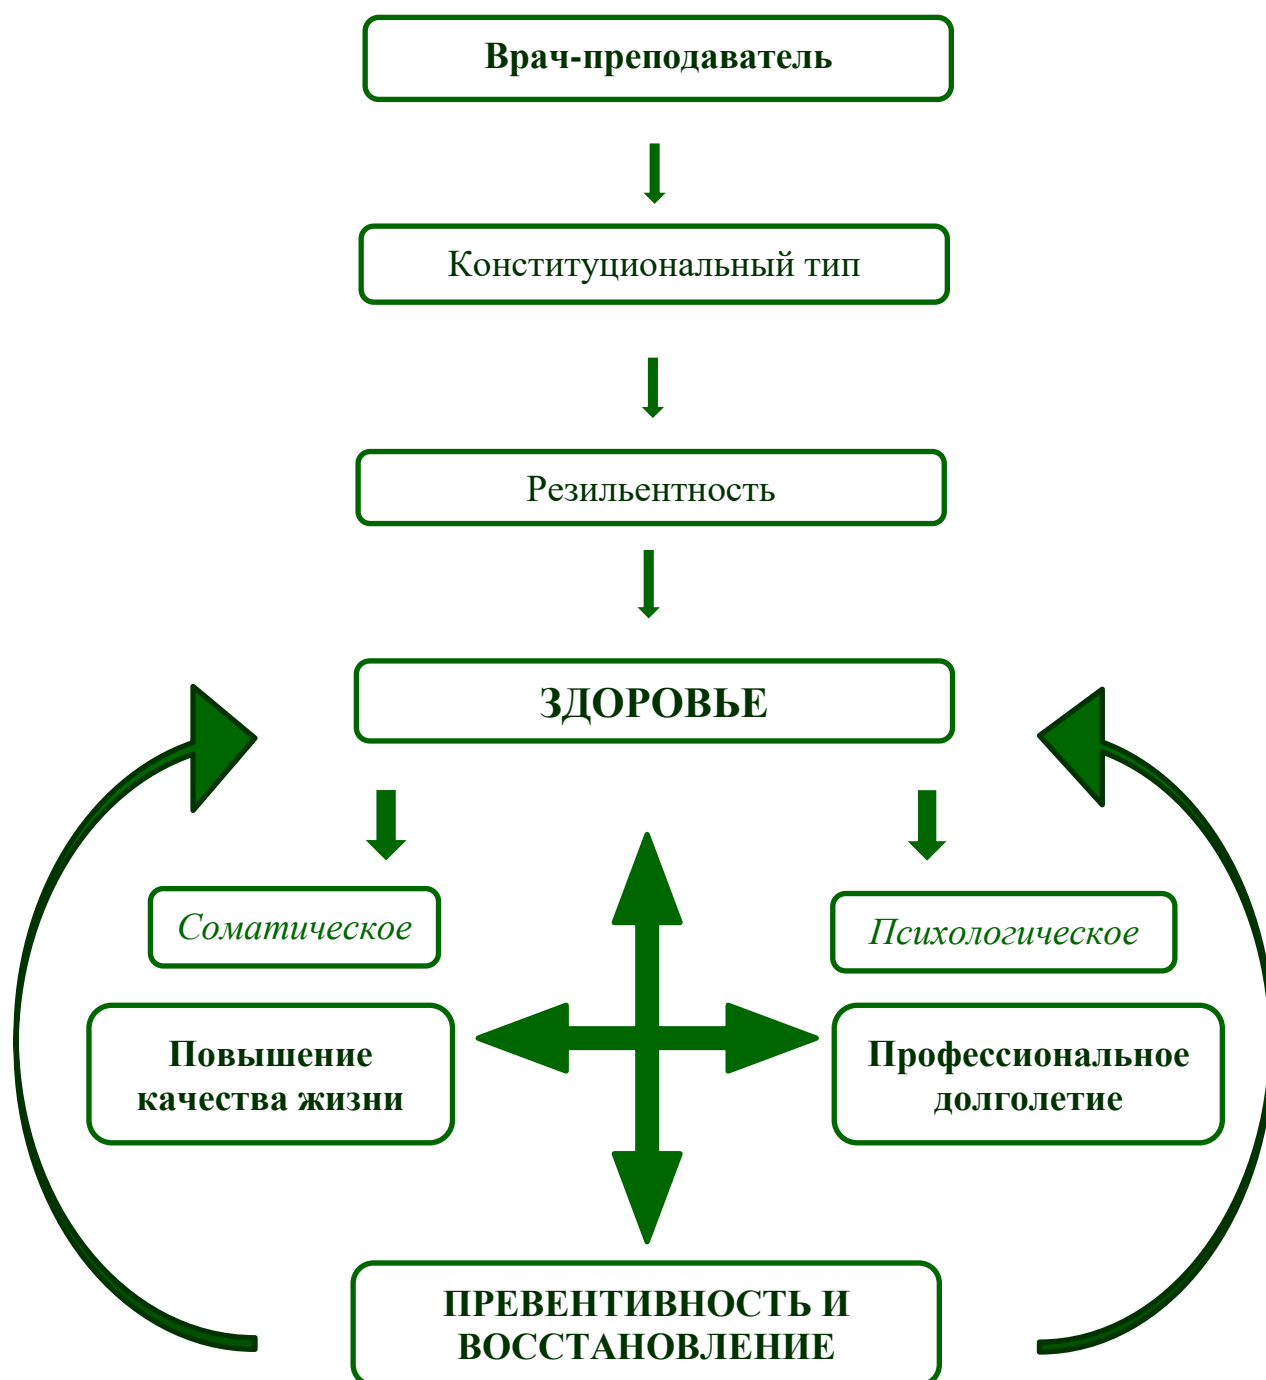 Врач-преподаватель
Конституциональный тип
Резильентность
ЗДОРОВЬЕ
Соматическое
Психологическое
Повышение
качества жизни
Профессиональное
долголетие
ПРЕВЕНТИВНОСТЬ И
ВОССТАНОВЛЕНИЕ